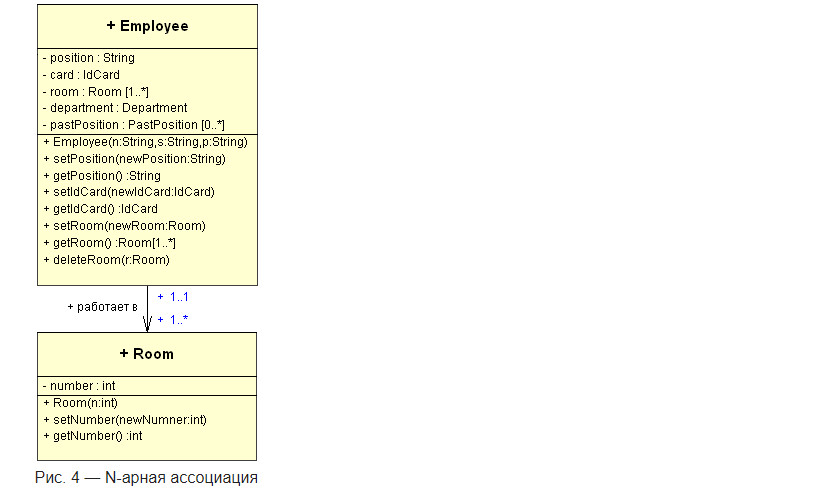 + Employee
- position : String
- card : IdCard
- room : Room [1..*]
- department : Department
- pastPosition : PastPosition [0..*]
+ Employee(n:String,s:String,p:String)
+ setPosition(newPosition:String)
+ getPosition() :String
+ setIdCard(newIdCard:IdCard)
+ getIdCard() :IdCard
+ setRoom(newRoom:Room)
+ getRoom() :Room[1..*]
+ deleteRoom(r:Room)
+ 1..1
+ работает в
+ 1..*
+ Room
- number : int
+ Room(n:int)
+ setNumber(newNumner:int)
+ getNumber() :int
Рис. 4 — N-арная ассоциация